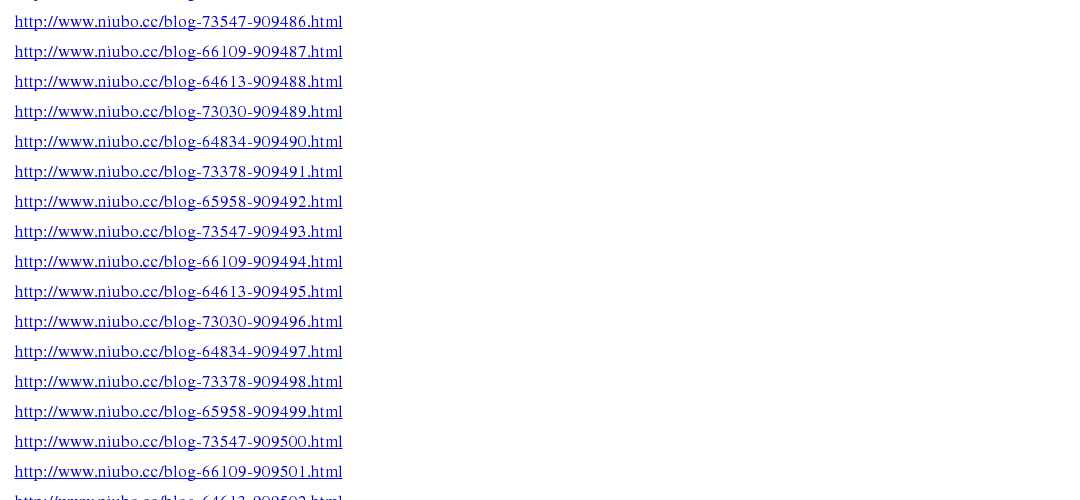 http://www.niubo.cc/blog-73547-909486.html
http://www.niubo.cc/blog-66109-909487.html
http://www.niubo.cc/blog-64613-909488.html
http://www.niubo.cc/blog-73030-909489.html
http://www.niubo.cc/blog-64834-909490.html
http://www.niubo.cc/blog-73378-909491.html
http://www.niubo.cc/blog-65958-909492.html
http://www.niubo.cc/blog-73547-909493.html
http://www.niubo.cc/blog-66109-909494.html
http://www.niubo.cc/blog-64613-909495.html
http://www.niubo.cc/blog-73030-909496.html
http://www.niubo.cc/blog-64834-909497.html
http://www.niubo.cc/blog-73378-909498.html
http://www.niubo.cc/blog-65958-909499.html
http://www.niubo.cc/blog-73547-909500.html
http://www.niubo.cc/blog-66109-909501.html